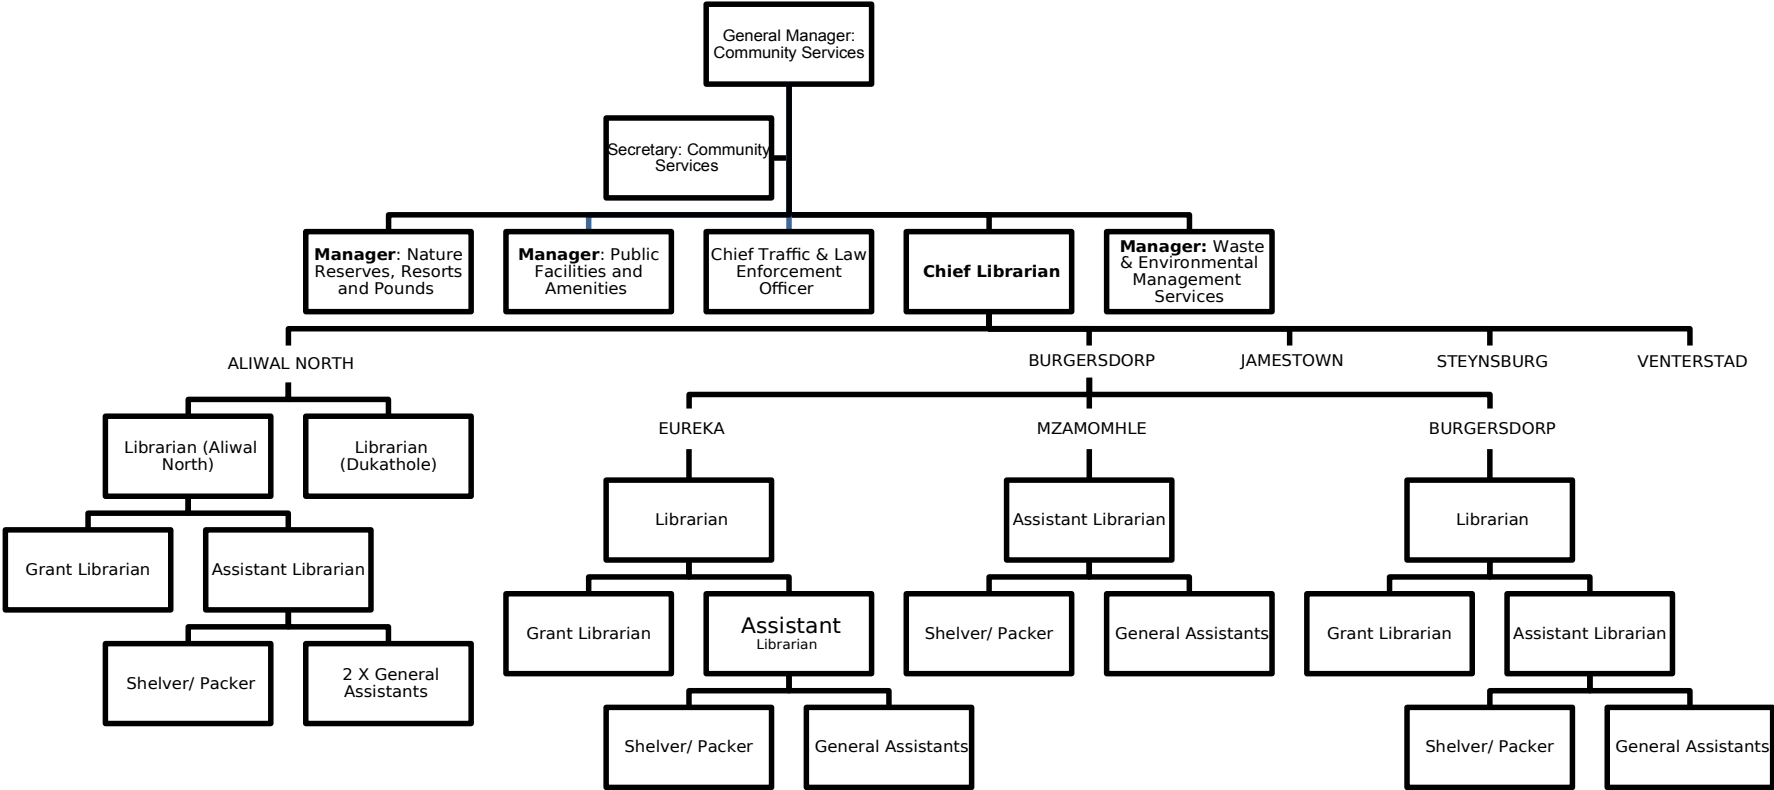 General Manager:
Community Services
Secretary: Community
Services
Manager: Nature
Reserves, Resorts
and Pounds
Manager: Public
Facilities and
Amenities
Chief Traffic & Law
Enforcement
Officer
Chief Librarian
Manager: Waste
& Environmental
Management
Services
ALIWAL NORTH
BURGERSDORP
JAMESTOWN
STEYNSBURG
VENTERSTAD
Librarian (Aliwal
North)
Librarian
(Dukathole)
Grant Librarian
Assistant Librarian
Shelver/ Packer
2 X General
Assistants
EUREKA
MZAMOMHLE
BURGERSDORP
Librarian
Assistant Librarian
Librarian
Grant Librarian
Assistant
Librarian
Shelver/ Packer
General Assistants
Grant Librarian
Assistant Librarian
Shelver/ Packer
General Assistants
Shelver/ Packer
General Assistants